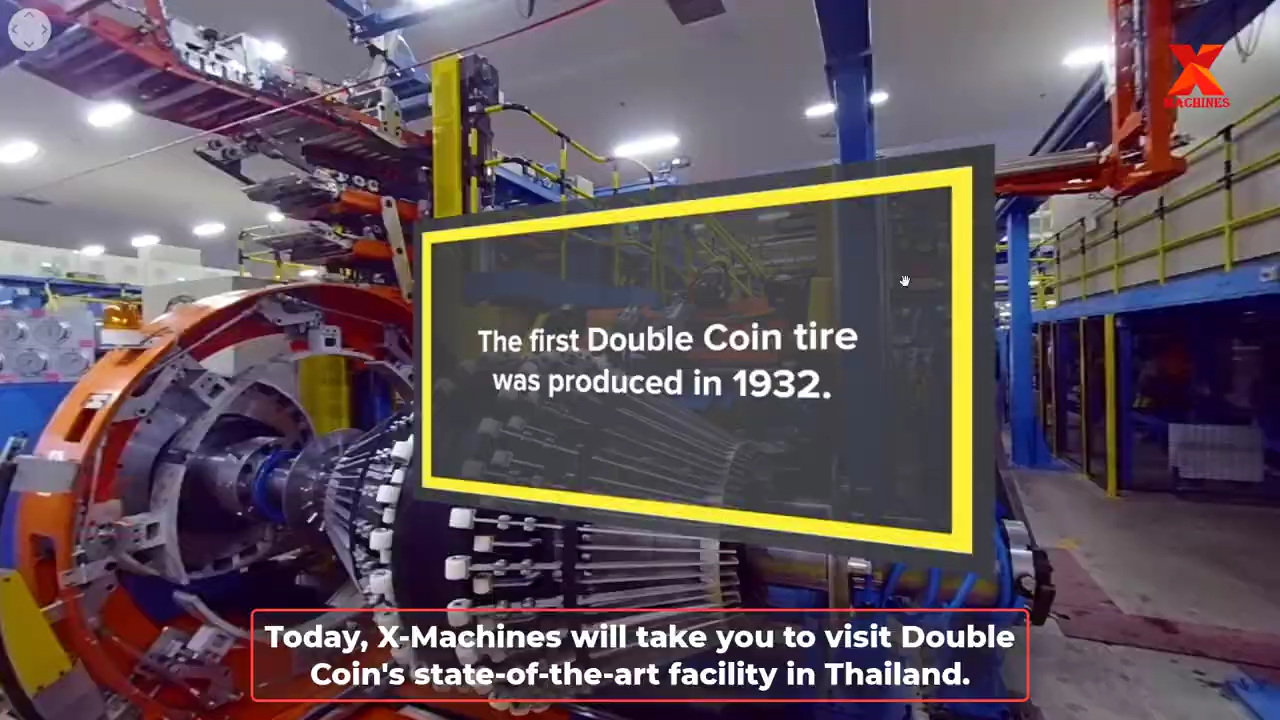 X
MACHINES
The first Double Coin tire
was produced in 1932.
Today, X-Machines will take you to visit Double
Coin's state-of-the-art facility in Thailand.